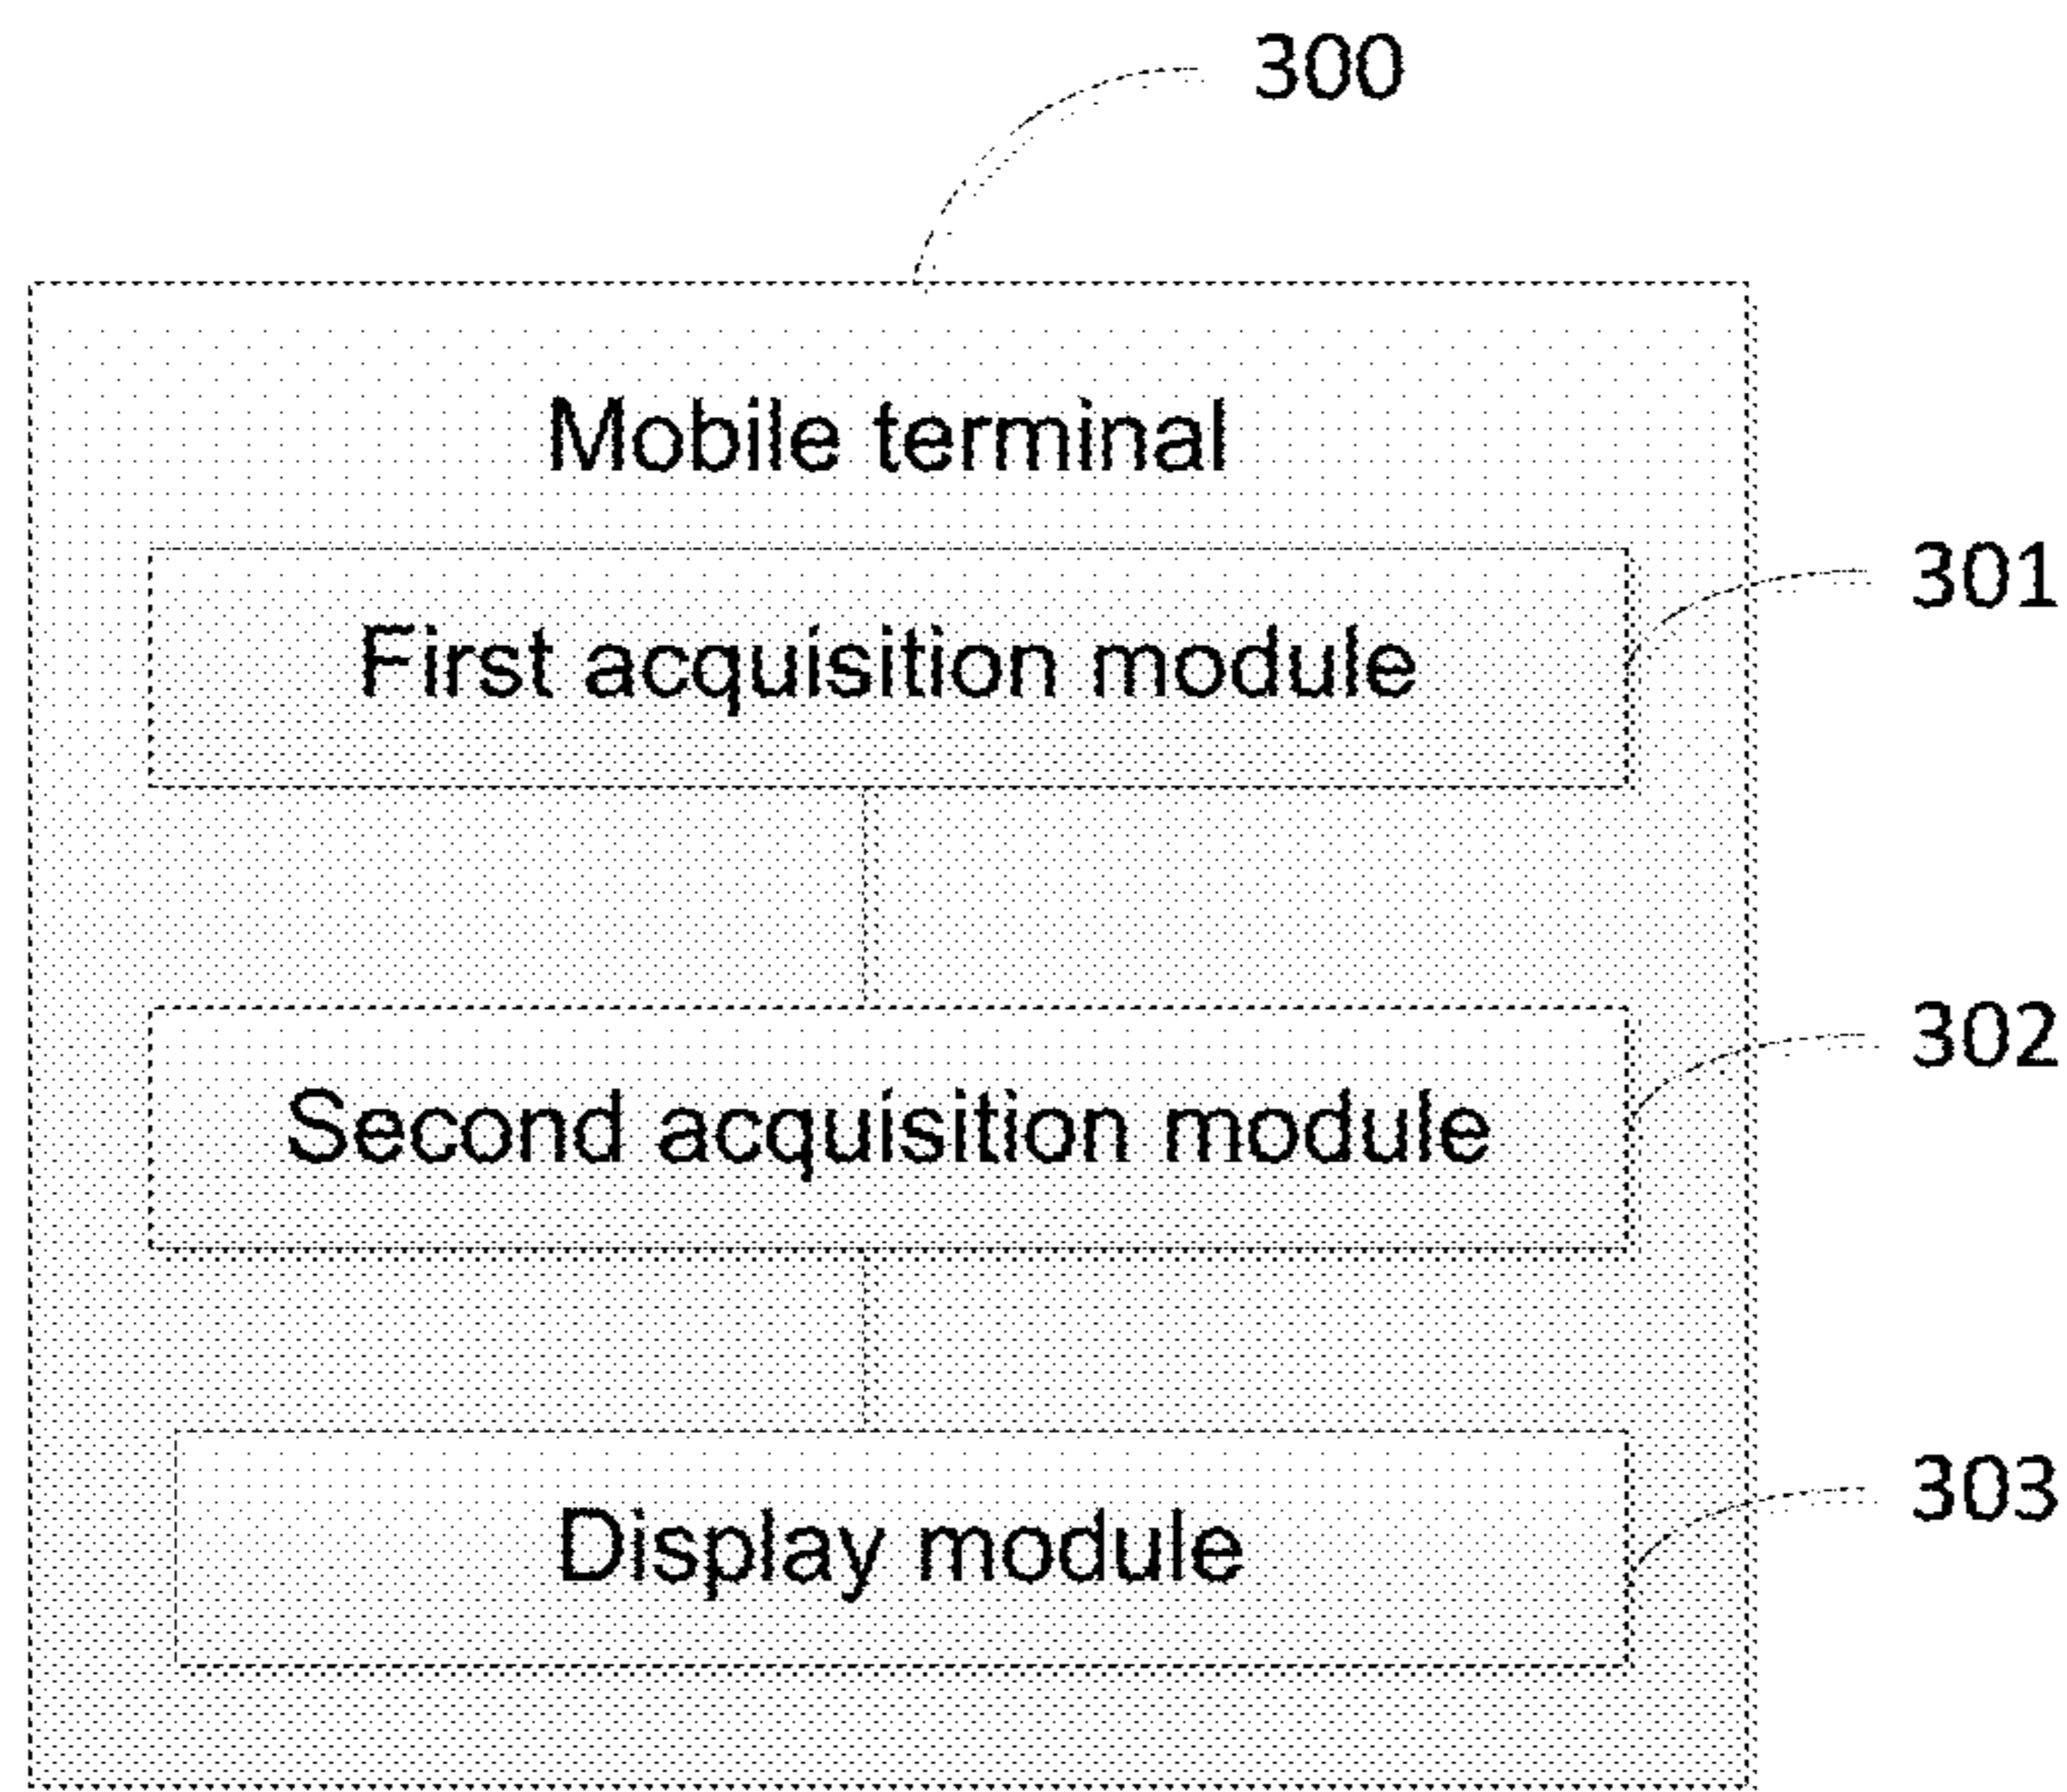 300
Mobile terminal
301
First acquisition module
302
Second acquisition module
303
Display module